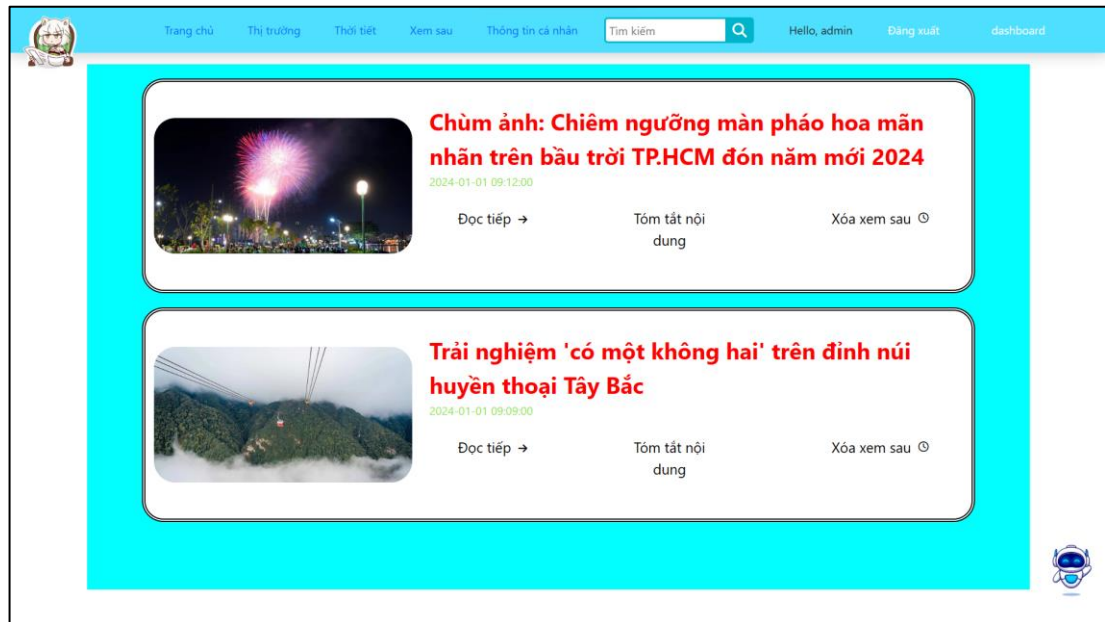 Trang chủ Thị trường Thời tiết Xem sau Thông tin cá nhân Tìm kiếm Hello, admin Đăng xuất dashboard
Chùm ảnh: Chiêm ngưỡng màn pháo hoa mãn
nhãn trên bầu trời TP.HCM đón năm mới 2024
2024-01-01 09:12:00
Đọc tiếp → Tóm tắt nội Xóa xem sau
dung
Trải nghiệm 'có một không hai' trên đỉnh núi
huyền thoại Tây Bắc
2024-01-01 09:09:00
Đọc tiếp → Tóm tắt nội Xóa xem sau
dung